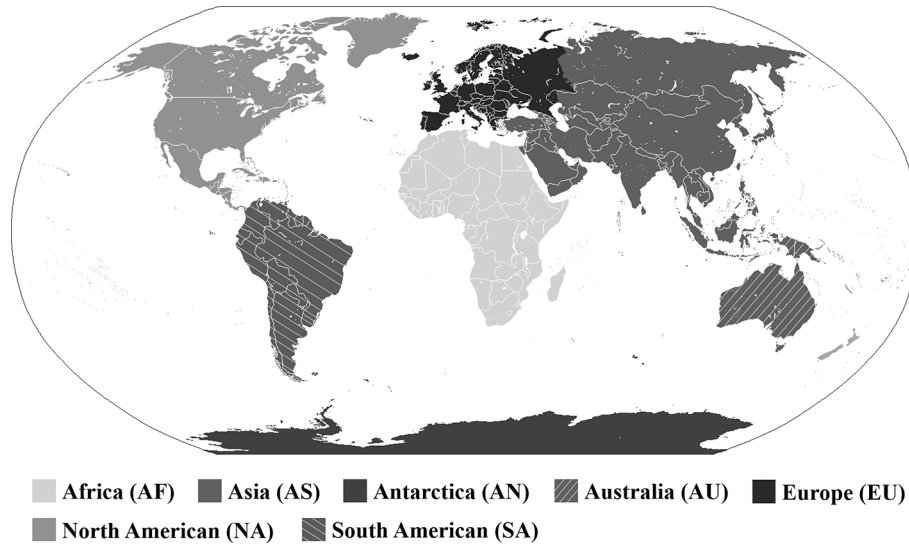 Africa (AF) Asia (AS) Antarctica (AN) Australia (AU) Europe (EU)
North American (NA) South American (SA)